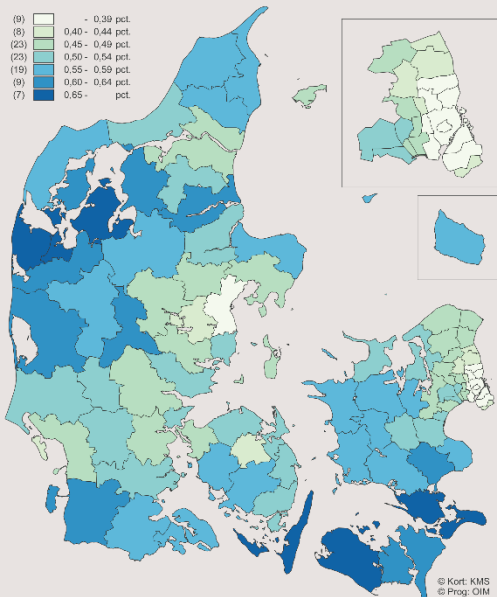 (9) - 0,39 pct.
(8) 0,40 - 0,44 pct.
(23) 0,45 - 0,49 pct.
(23) 0,50 - 0,54 pct.
(19) 0,55 - 0,59 pct.
(9) 0,60 - 0,64 pct.
(7) 0,65 - pct.
© Kort: KMS
© Prog: OIM